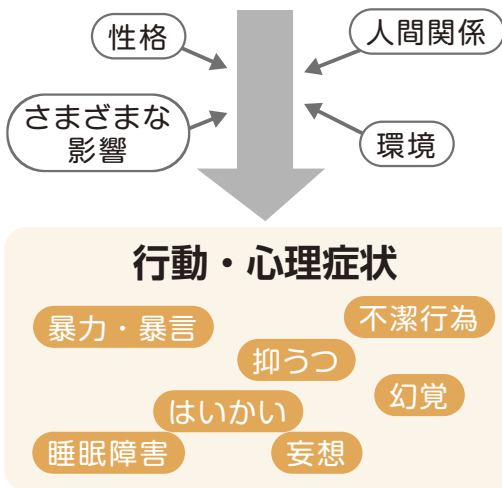 性格
人間関係
さまざまな
影響
環境
行動・心理症状
暴力・暴言
不潔行為
抑うつ
幻覚
はいかい
睡眠障害
妄想